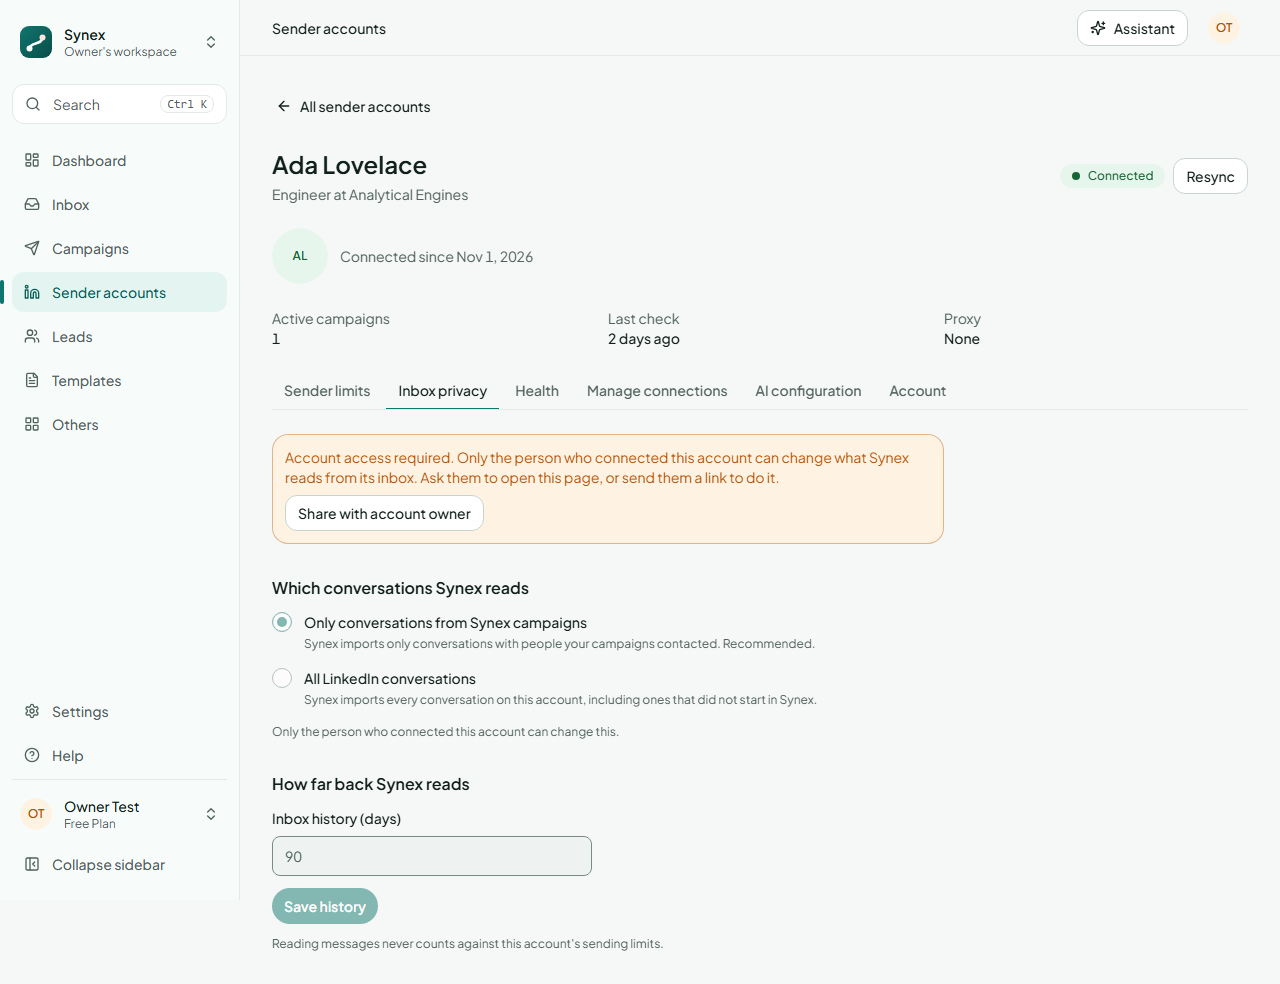 Synex
Owner's workspace
Search
Ctrl K
Dashboard
Inbox
Campaigns
Sender accounts
Leads
Templates
Others
Settings
Help
OT
Owner Test
Free Plan
Collapse sidebar
Sender accounts
Assistant
OT
All sender accounts
Ada Lovelace
Engineer at Analytical Engines
Connected
Resync
AL
Connected since Nov 1, 2026
Active campaigns
1
Last check
2 days ago
Proxy
None
Sender limits
Inbox privacy
Health
Manage connections
AI configuration
Account
Account access required. Only the person who connected this account can change what Synex
reads from its inbox. Ask them to open this page, or send them a link to do it.
Share with account owner
Which conversations Synex reads
Only conversations from Synex campaigns
Synex imports only conversations with people your campaigns contacted. Recommended.
All LinkedIn conversations
Synex imports every conversation on this account, including ones that did not start in Synex.
Only the person who connected this account can change this.
How far back Synex reads
Inbox history (days)
90
Save history
Reading messages never counts against this account's sending limits.